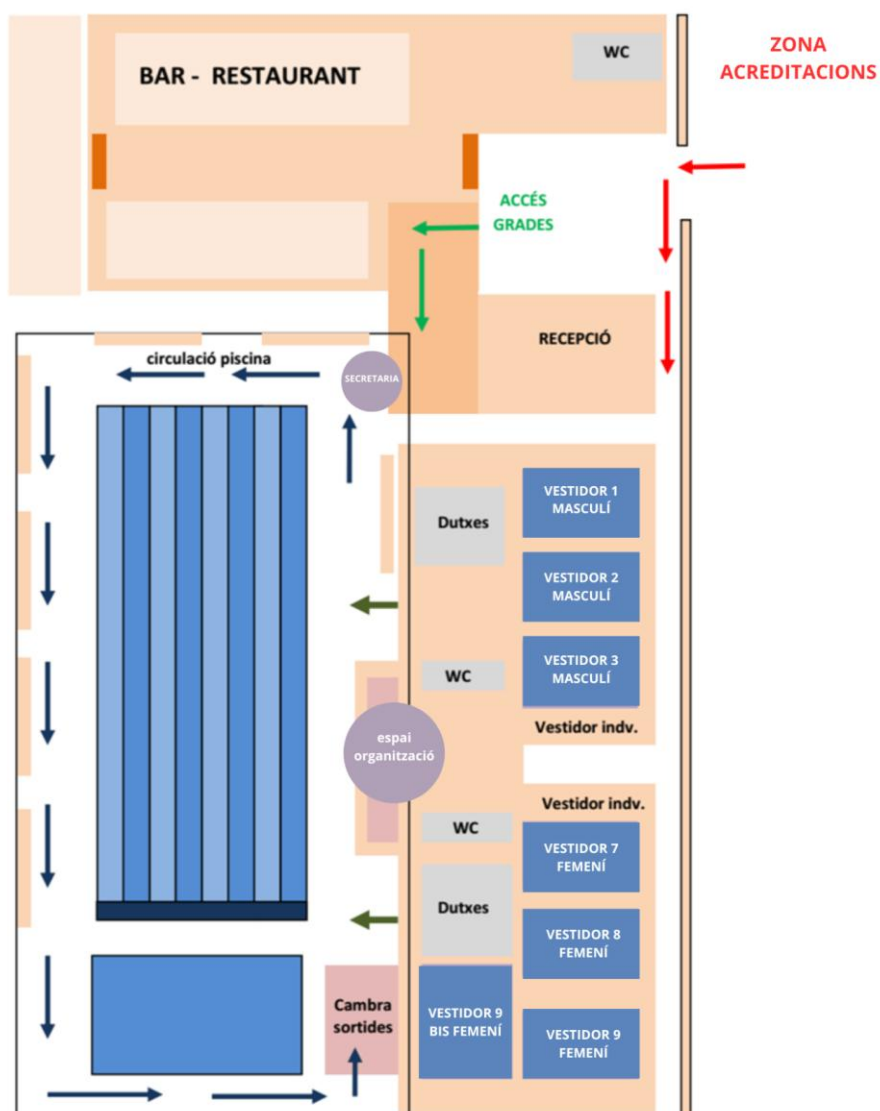 BAR - RESTAURANT
WC
ZONA
ACREDITACIONS
ACCÉS
GRADES
RECEPCIÓ
circulació piscina
SECRETARIA
VESTIDOR 1
MASCULÍ
Dutxes
VESTIDOR 2
MASCULÍ
VESTIDOR 3
MASCULÍ
WC
Vestidor indv.
espai
organització
Vestidor indv.
WC
VESTIDOR 7
FEMENÍ
Dutxes
VESTIDOR 8
FEMENÍ
Cambra
sortides
VESTIDOR 9
BIS FEMENÍ
VESTIDOR 9
FEMENÍ